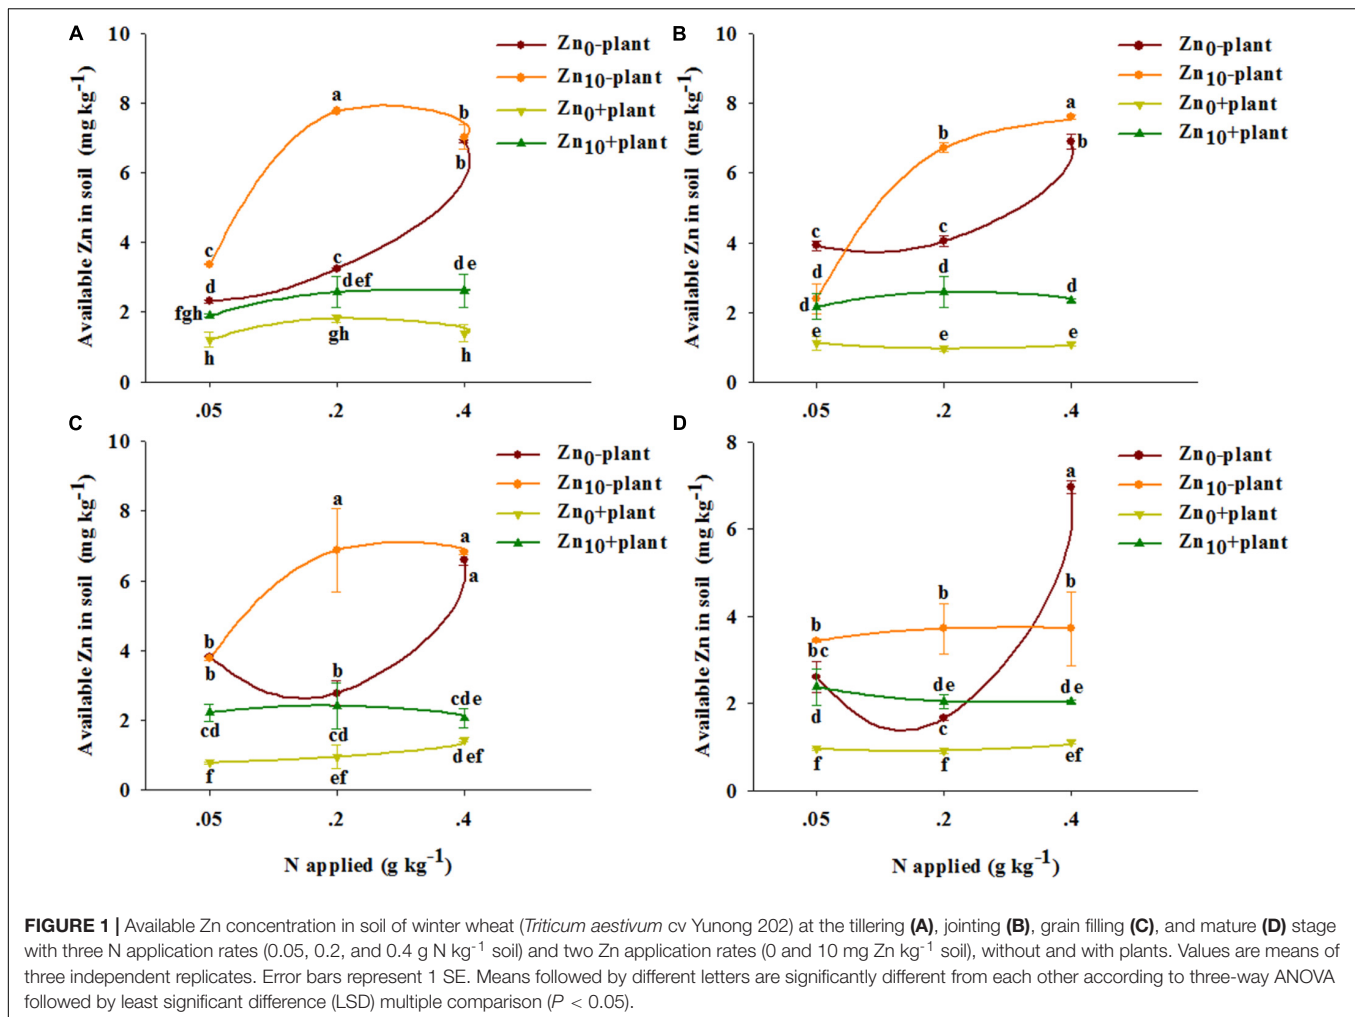 A
10
8
6
4
2
0
Available Zn in soil (mg kg-1)
.05
.2
.4
Zn0-plant
Zn10-plant
Zn0+plant
Zn10+plant
c
a
b
b
d
c
d e
fgh
d ef
h
gh
h
B
10
8
6
4
2
0
Available Zn in soil (mg kg-1)
.05
.2
.4
Zn0-plant
Zn10-plant
Zn0+plant
Zn10+plant
a
b
b
c
c
d
d
d
d
e
e
e
C
10
8
6
4
2
0
Available Zn in soil (mg kg-1)
.05
.2
.4
N applied (g kg-1)
Zn0-plant
Zn10-plant
Zn0+plant
Zn10+plant
a
a
a
b
b
b
cd e
cd
cd
d ef
f
ef
D
8
6
4
2
0
Available Zn in soil (mg kg-1)
.05
.2
.4
N applied (g kg-1)
Zn0-plant
Zn10-plant
Zn0+plant
Zn10+plant
a
b
b
b
b c
d e
d e
d
c
f
f
ef
FIGURE 1 | Available Zn concentration in soil of winter wheat (Triticum aestivum cv Yunong 202) at the tillering (A), jointing (B), grain filling (C), and mature (D) stage
with three N application rates (0.05, 0.2, and 0.4 g N kg-1 soil) and two Zn application rates (0 and 10 mg Zn kg-1 soil), without and with plants. Values are means of
three independent replicates. Error bars represent 1 SE. Means followed by different letters are significantly different from each other according to three-way ANOVA
followed by least significant difference (LSD) multiple comparison (P < 0.05).